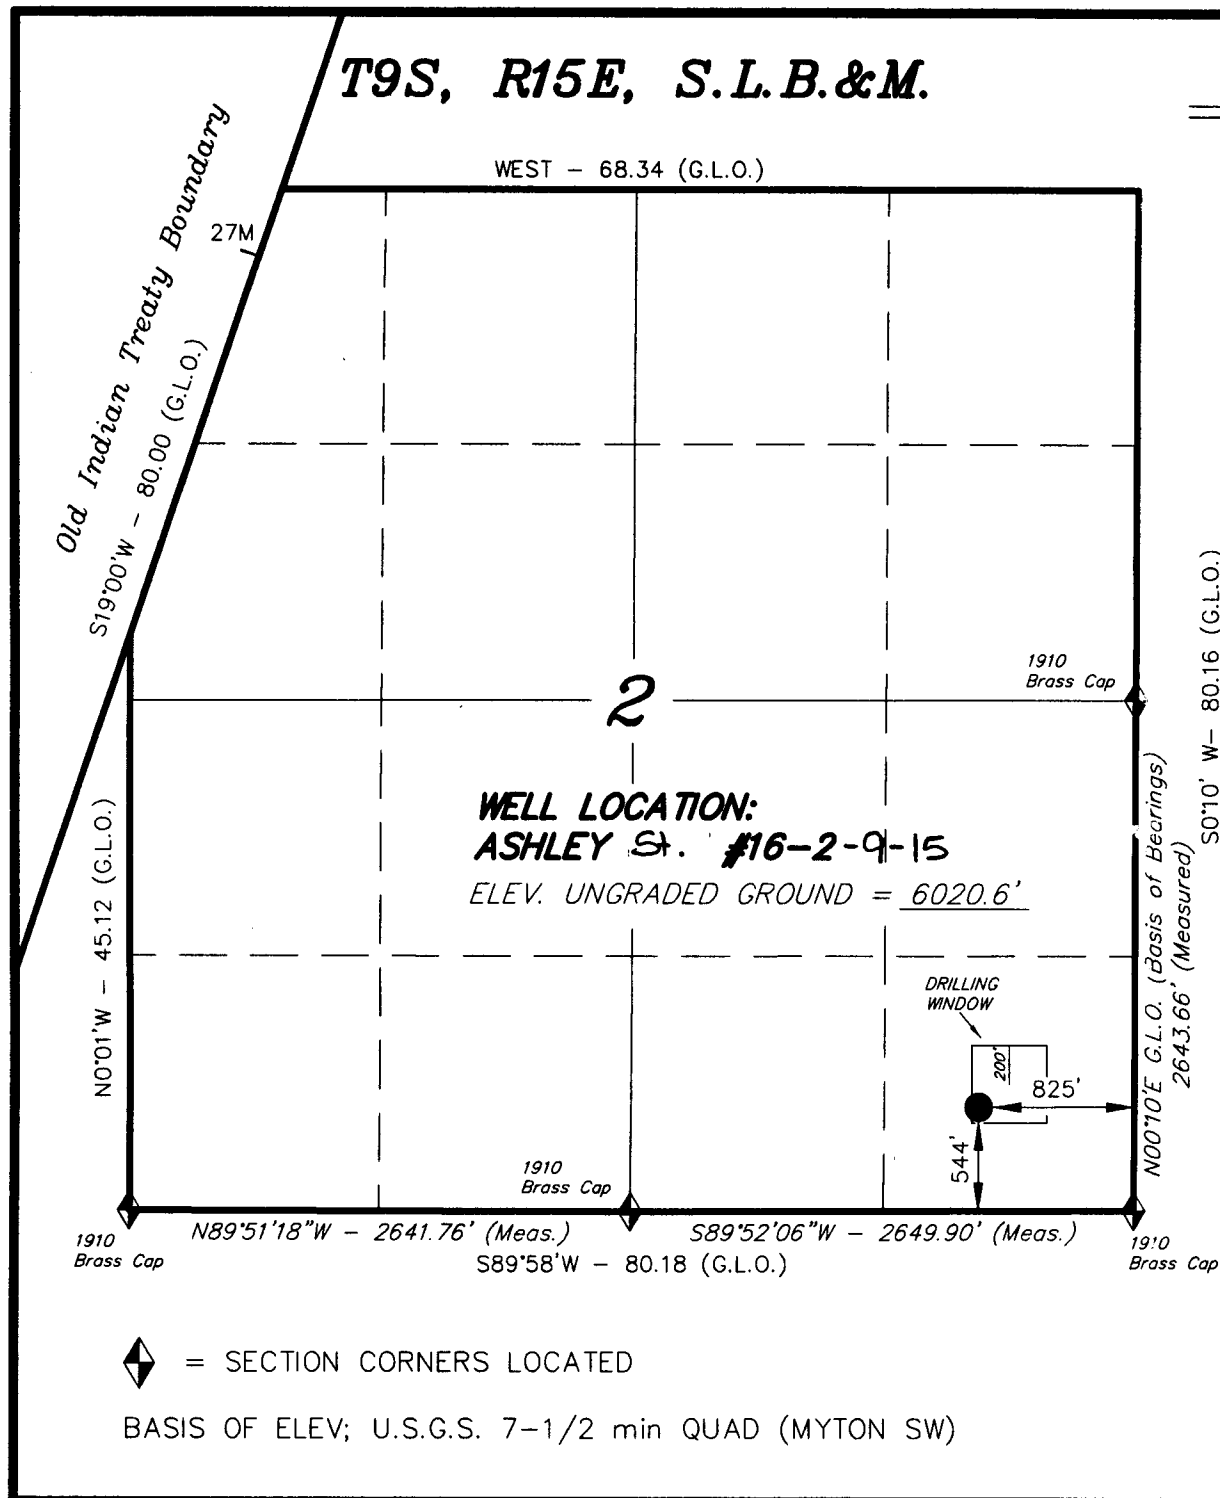 T9S, R15E, S.L.B.&M.
WEST – 68.34 (G.L.O.)
Old Indian Treaty Boundary
27M
S19°00'W – 80.00 (G.L.O.)
1910
Brass Cap
S0°10' W– 80.16 (G.L.O.)
2
WELL LOCATION:
ASHLEY St. #16-2-9-15
ELEV. UNGRADED GROUND = 6020.6'
N0°01'W – 45.12 (G.L.O.)
N00°10'E G.L.O. (Basis of Bearings)
2643.66' (Measured)
DRILLING
WINDOW
200'
825'
544'
1910
Brass Cap
1910
Brass Cap
N89°51'18"W – 2641.76' (Meas.)
S89°52'06"W – 2649.90' (Meas.)
1910
Brass Cap
S89°58'W – 80.18 (G.L.O.)
= SECTION CORNERS LOCATED
BASIS OF ELEV; U.S.G.S. 7-1/2 min QUAD (MYTON SW)